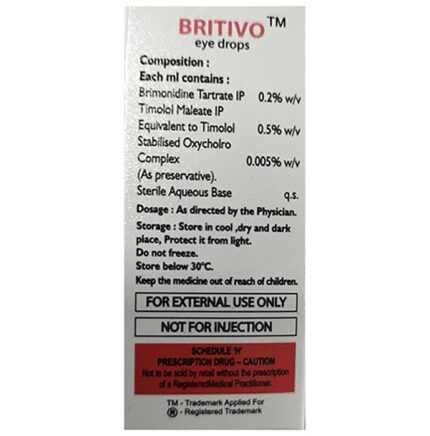 BRITIVO™
eye drops
Composition :
Each ml contains :
Brimonidine Tartrate IP 0.2% w/v
Timolol Maleate IP
Equivalent to Timolol 0.5% w/v
Stabilised Oxycholro
Complex 0.005% w/v
(As preservative).
Sterile Aqueous Base q.s.
Dosage : As directed by the Physician.
Storage : Store in cool ,dry and dark
place, Protect it from light.
Do not freeze.
Store below 30°C.
Keep the medicine out of reach of children.
FOR EXTERNAL USE ONLY
NOT FOR INJECTION
SCHEDULE 'H'
PRESCRIPTION DRUG – CAUTION
Not to be sold by retail without the prescription
of a RegisteredMedical Practitioner.
TM - Trademark Applied For
® - Registered Trademark